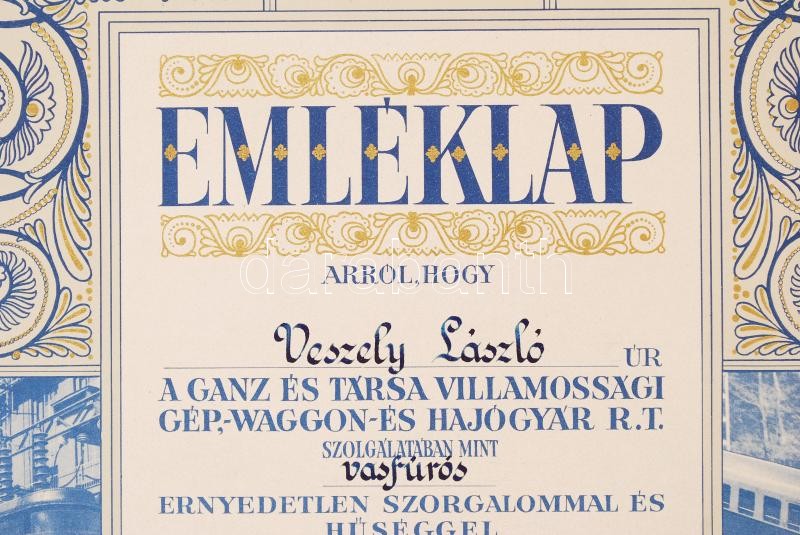 EMLÉKLAP
ARRÓL, HOGY
Veszely László ÚR
A GANZ ÉS TÁRSA VILLAMOSSÁGI
GÉP,-WAGGON-ÉS HAJÓGYÁR R.T.
SZOLGÁLATÁBAN MINT
vasfúrós
ERNYEDETLEN SZORGALOMMAL ÉS
HŰSÉGGEL
darabanth